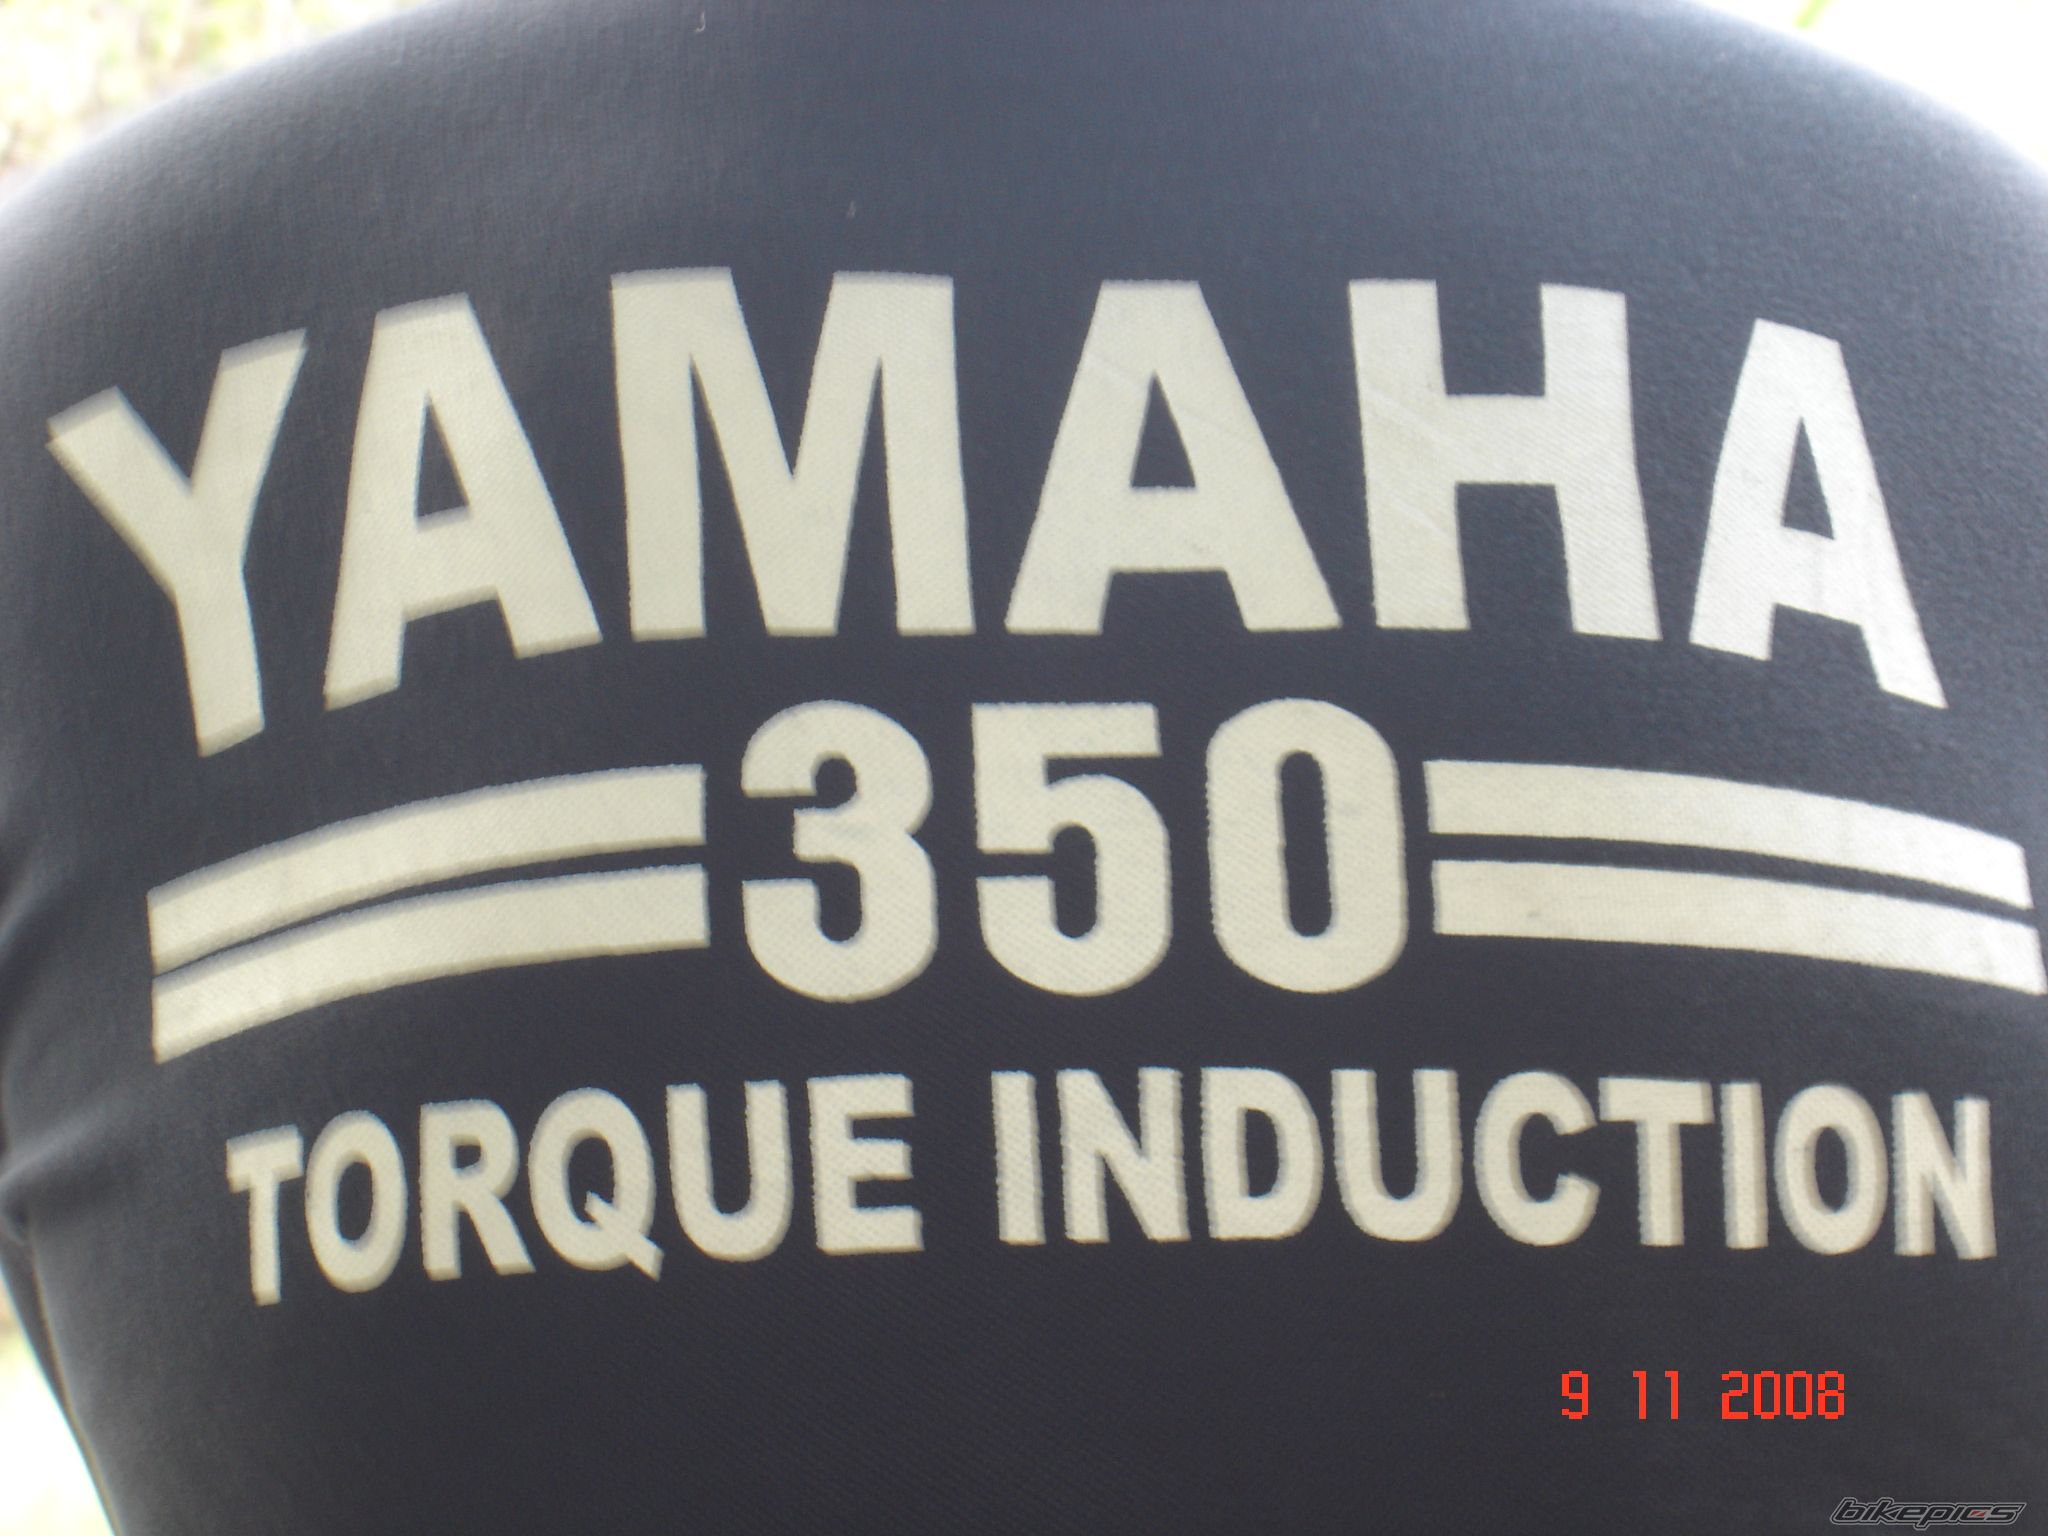 YAMAHA
350
TORQUE INDUCTION
9 11 2008
bikepics